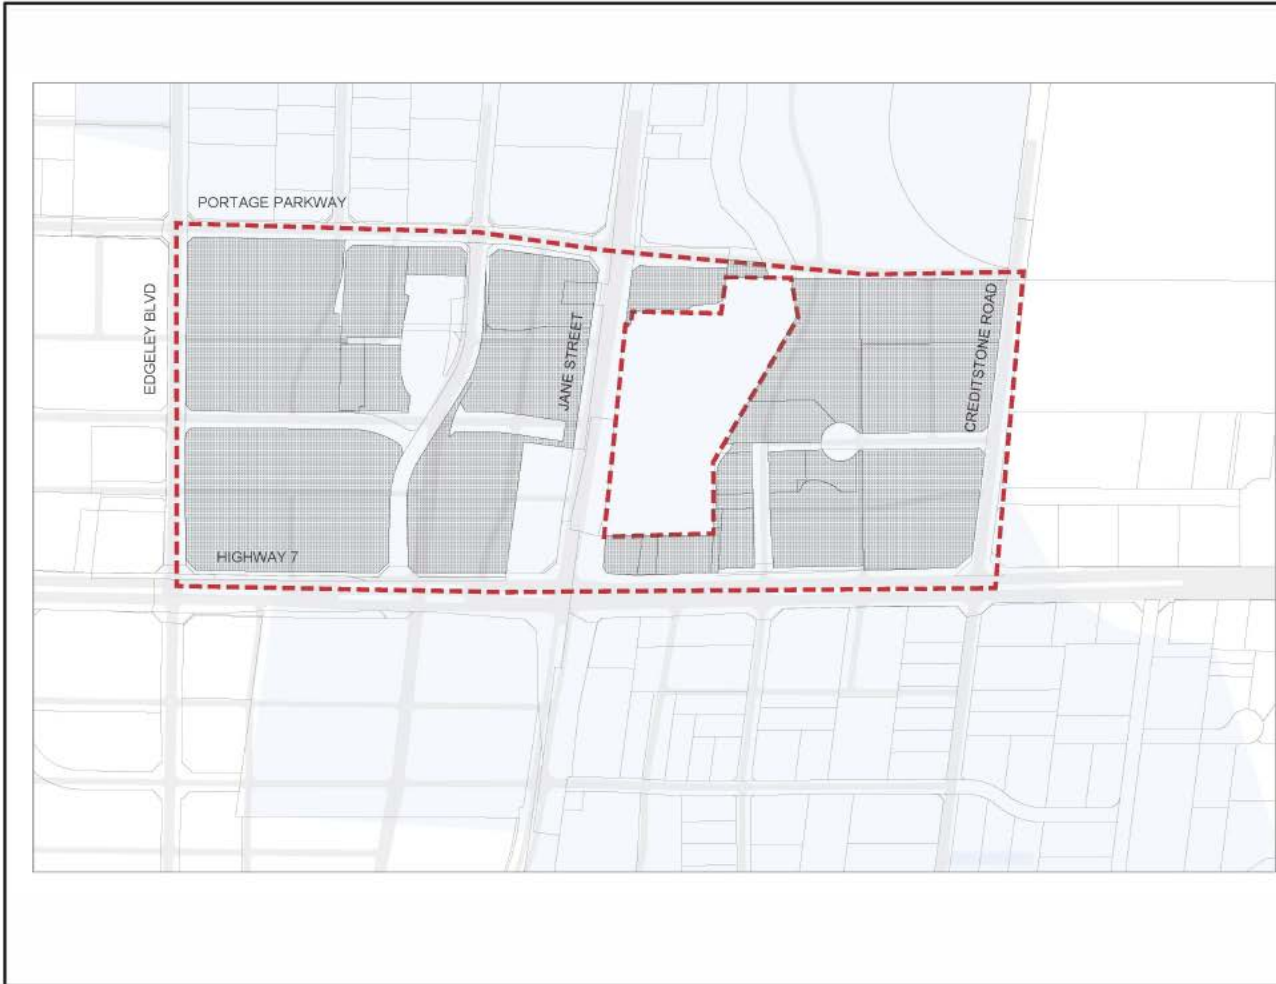 PORTAGE PARKWAY
EDGELEY BLVD
JANE STREET
CREDITSTONE ROAD
HIGHWAY 7